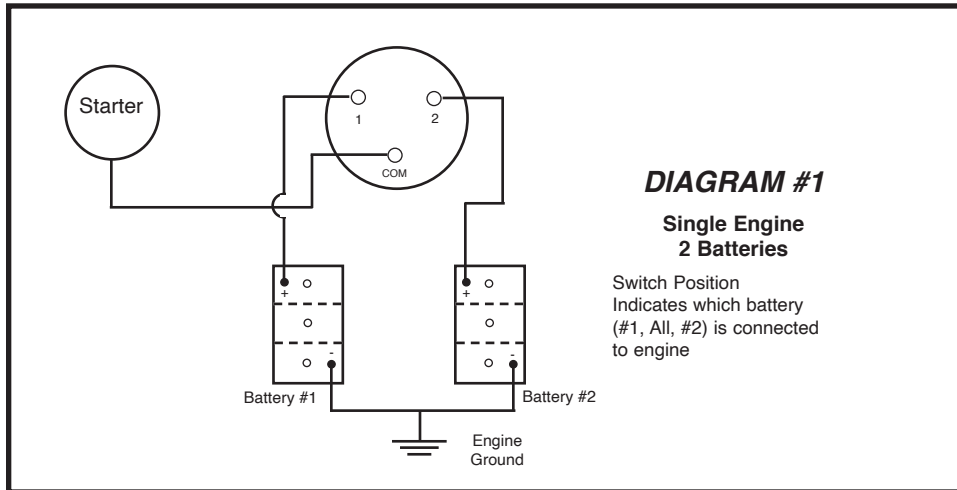 Starter
1
2
COM
DIAGRAM #1
Single Engine
2 Batteries
Switch Position
Indicates which battery
(#1, All, #2) is connected
to engine
+
+
-
-
Battery #1
Battery #2
Engine
Ground